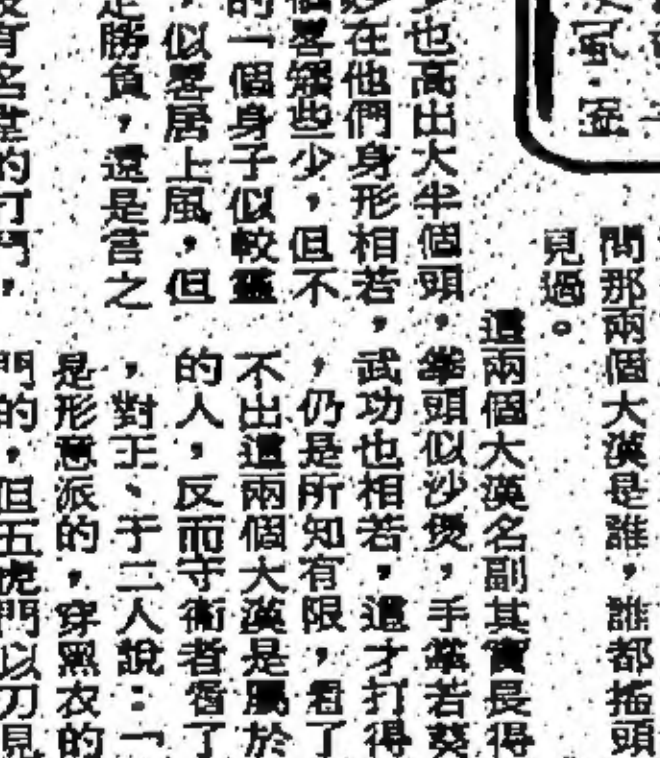 問那兩個大漢是誰，誰都搖頭
見過。
這兩個大漢名副其實長得
也高出大半個頭，拳頭似沙煲，手掌若葵
妙在他們身形相若，武功也相若，這才打得
個畧矮些少，但不
的一個身子似較靈
，似畧居上風，但
定勝負，還是言之
沒有名堂的打鬥，
，仍是所知有限，看了
不出這兩個大漢是屬於
的人，反而守衛者看了
，對王、于二人說：「
是形意派的，穿黑衣的
門的，但五虎門以刀見